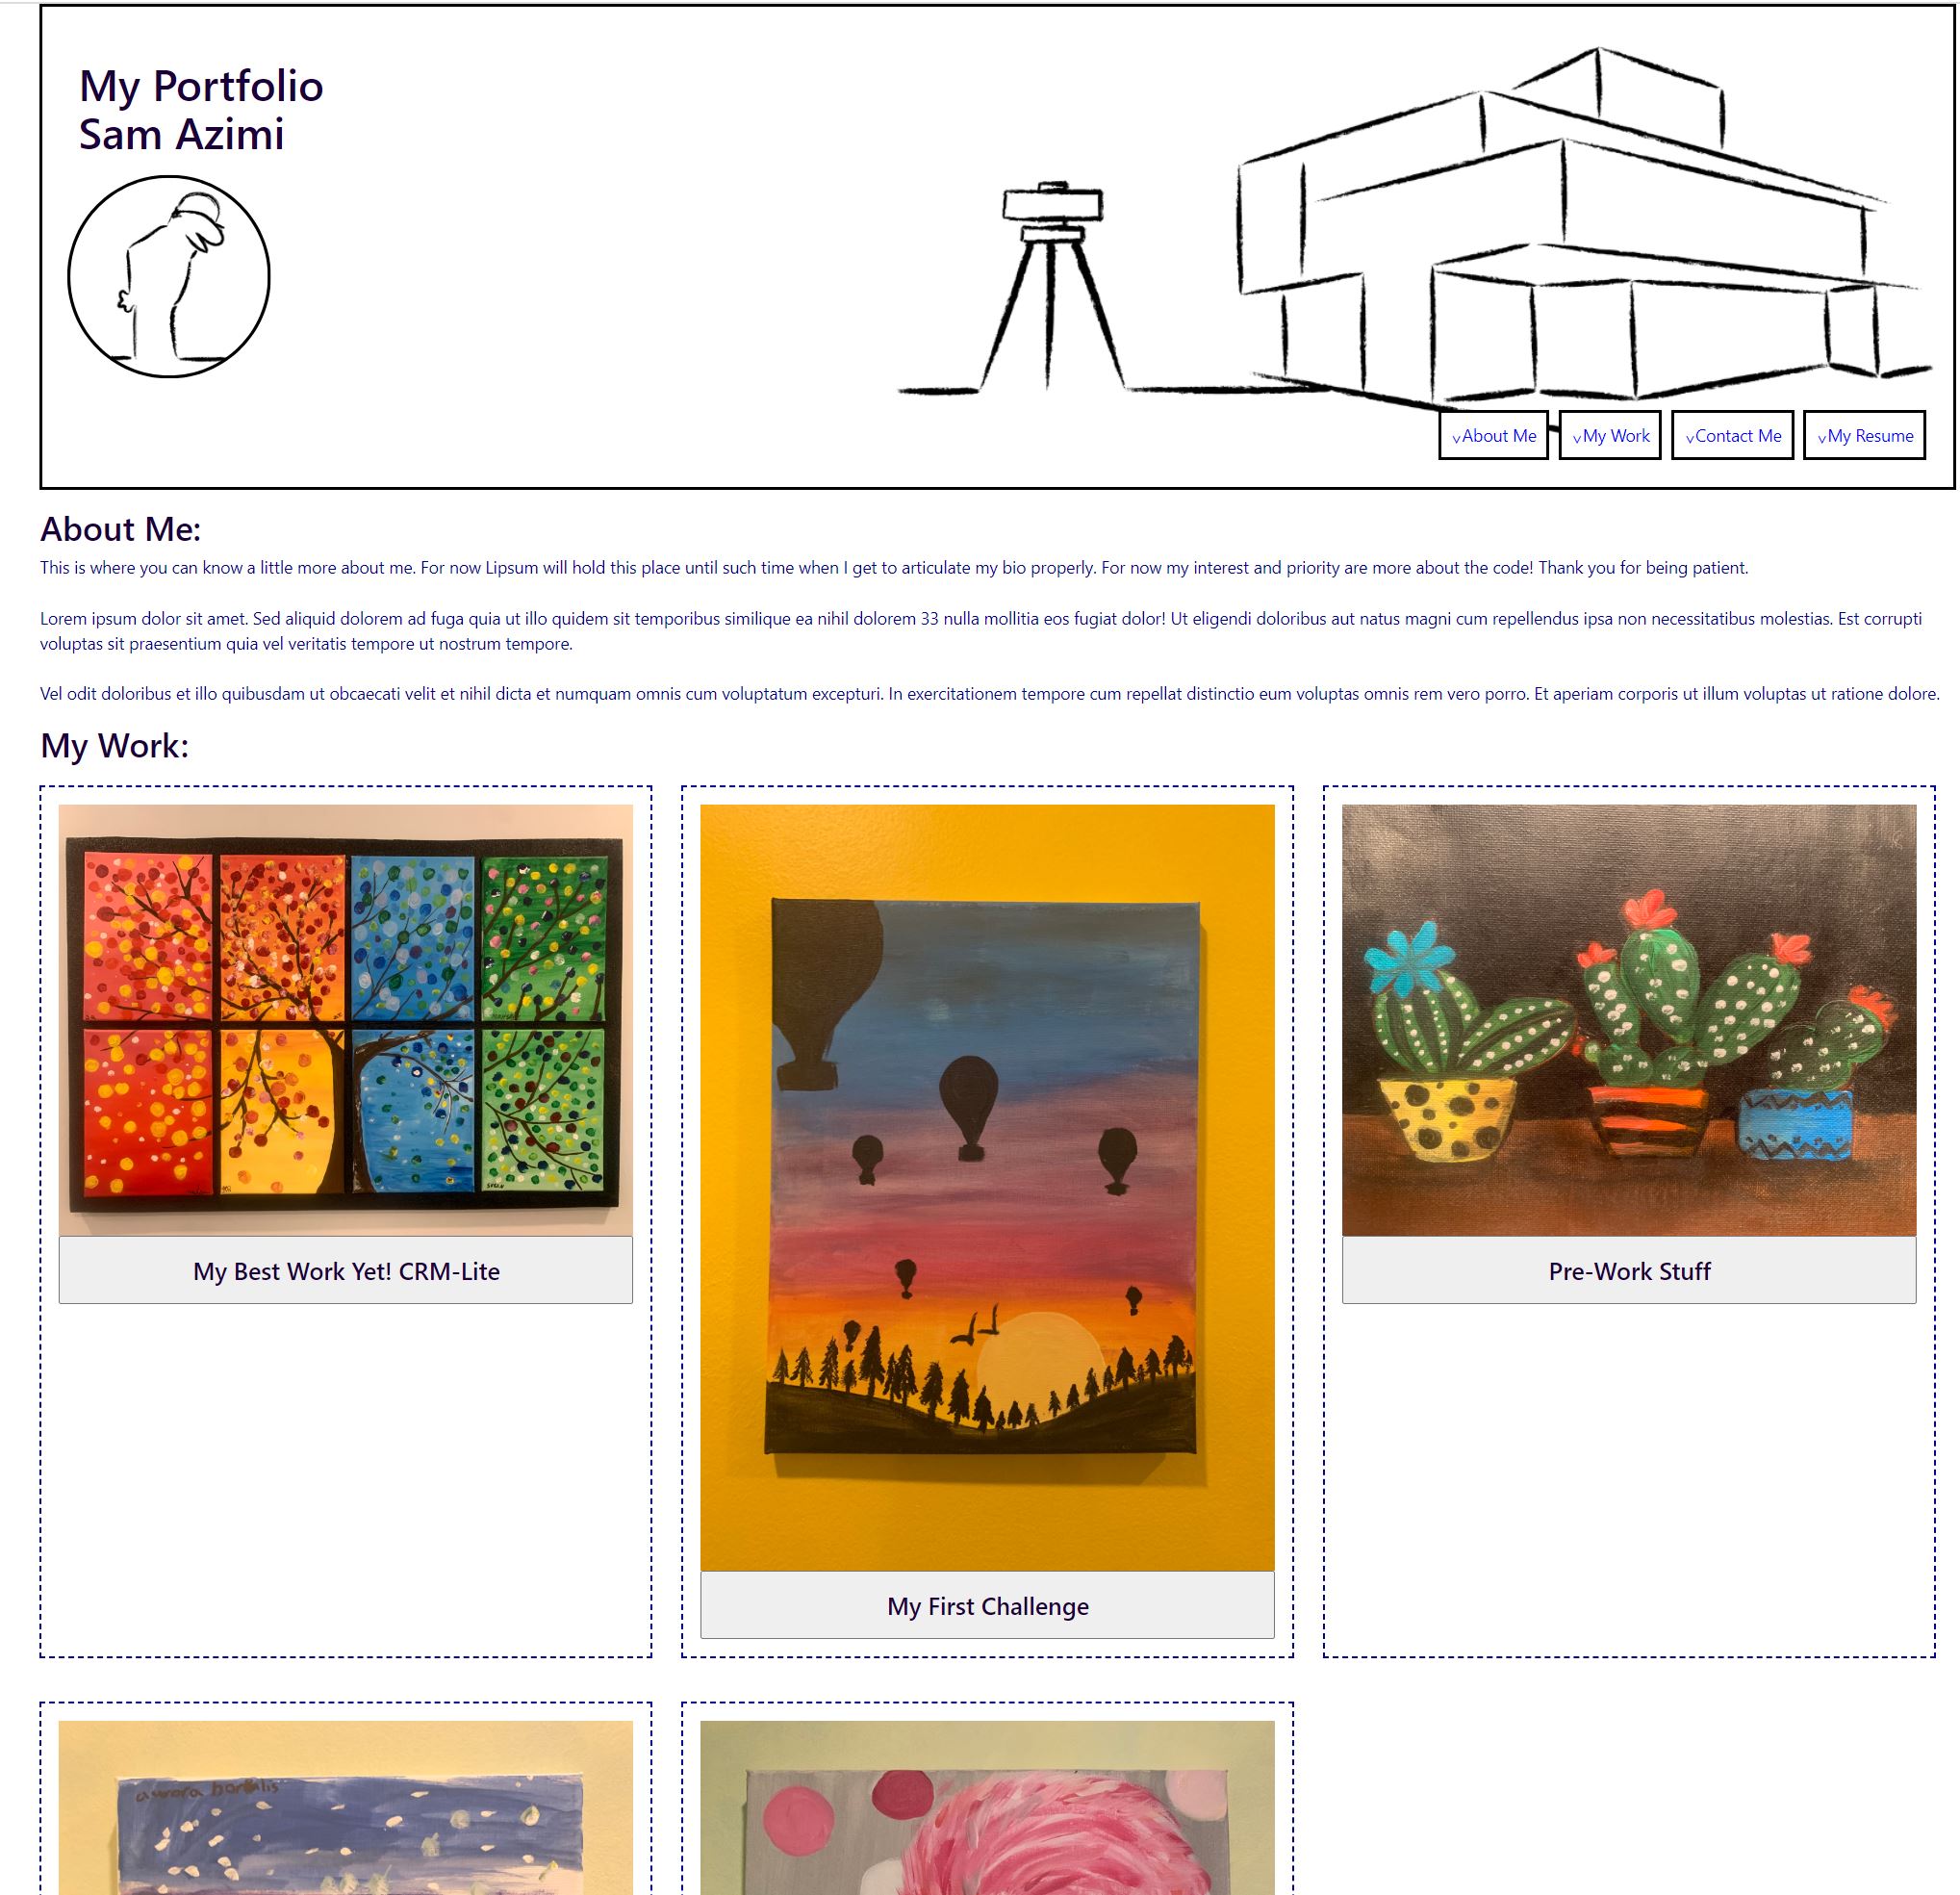 My Portfolio
Sam Azimi
vAbout Me
vMy Work
vContact Me
vMy Resume
About Me:
This is where you can know a little more about me. For now Lipsum will hold this place until such time when I get to articulate my bio properly. For now my interest and priority are more about the code! Thank you for being patient.
Lorem ipsum dolor sit amet. Sed aliquid dolorem ad fuga quia ut illo quidem sit temporibus similique ea nihil dolorem 33 nulla mollitia eos fugiat dolor! Ut eligendi doloribus aut natus magni cum repellendus ipsa non necessitatibus molestias. Est corrupti
voluptas sit praesentium quia vel veritatis tempore ut nostrum tempore.
Vel odit doloribus et illo quibusdam ut obcaecati velit et nihil dicta et numquam omnis cum voluptatum excepturi. In exercitationem tempore cum repellat distinctio eum voluptas omnis rem vero porro. Et aperiam corporis ut illum voluptas ut ratione dolore.
My Work:
My Best Work Yet! CRM-Lite
My First Challenge
Pre-Work Stuff
aurora borealis